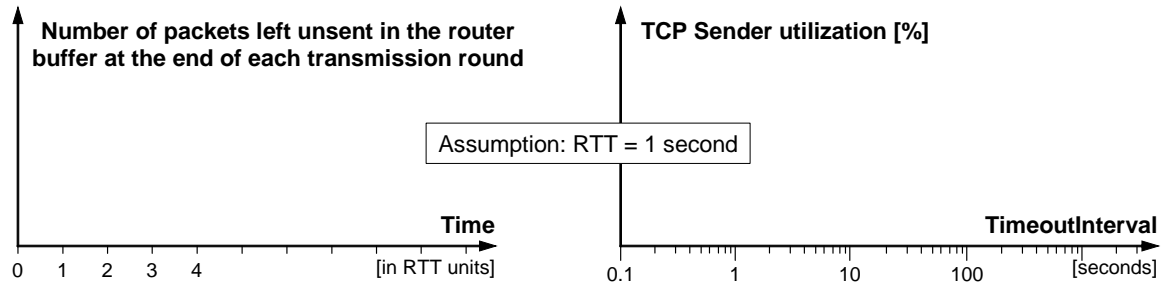 Number of packets left unsent in the router
buffer at the end of each transmission round
TCP Sender utilization [%]
Assumption: RTT = 1 second
Time
TimeoutInterval
0 1 2 3 4 [in RTT units]
0.1 1 10 100 [seconds]